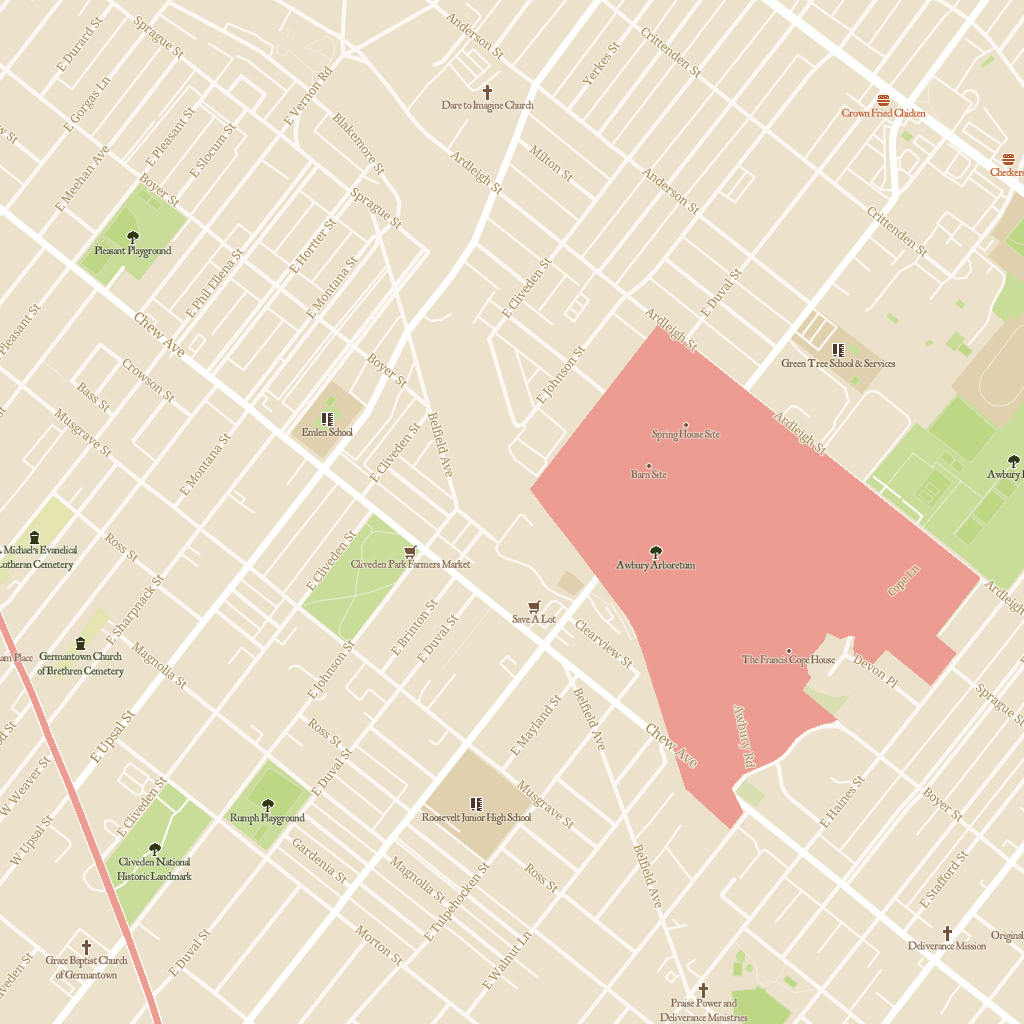 E Durard St
Sprague St
Anderson St
Crittenden St
Yerkes St
E Gorgas Ln
E Vernon Rd
Dare to Imagine Church
Crown Fried Chicken
E Pleasant St
E Slocum St
Blakemore St
Ardleigh St
Milton St
Checkers
E Meehan Ave
Boyer St
Anderson St
Sprague St
Crittenden St
Pleasant Playground
E Hortter St
E Phil Ellena St
E Montana St
E Cliveden St
E Duval St
Pleasant St
Chew Ave
Ardleigh St
Green Tree School & Services
Crowson St
Boyer St
E Johnson St
Bass St
Musgrave St
Emlen School
Belfield Ave
E Cliveden St
Spring House Site
Ardleigh St
E Montana St
Barn Site
Awbury
Michael's Evanelical
Lutheran Cemetery
Ross St
E Cliveden St
Cliveden Park Farmers Market
Awbury Arboretum
Cope Ln
Ardleigh
E Sharpnack St
E Brinton St
E Duval St
Save A Lot
Clearview St
Germantown Church
of Brethren Cemetery
Magnolia St
E Johnson St
The Francis Cope House
Devon Pl
Sprague St
E Upsal St
Ross St
E Duval St
E Mayland St
Belfield Ave
Chew Ave
Awbury Rd
W Weaver St
W Upsal St
E Cliveden St
Rumph Playground
Roosevelt Junior High School
Musgrave St
E Haines St
Boyer St
Cliveden National
Historic Landmark
Gardenia St
Magnolia St
E Tulpehocken St
Ross St
Belfield Ave
E Stafford St
Grace Baptist Church
of Germantown
E Duval St
Morton St
E Walnut Ln
Deliverance Mission
Original
Praise Power and
Deliverance Ministries